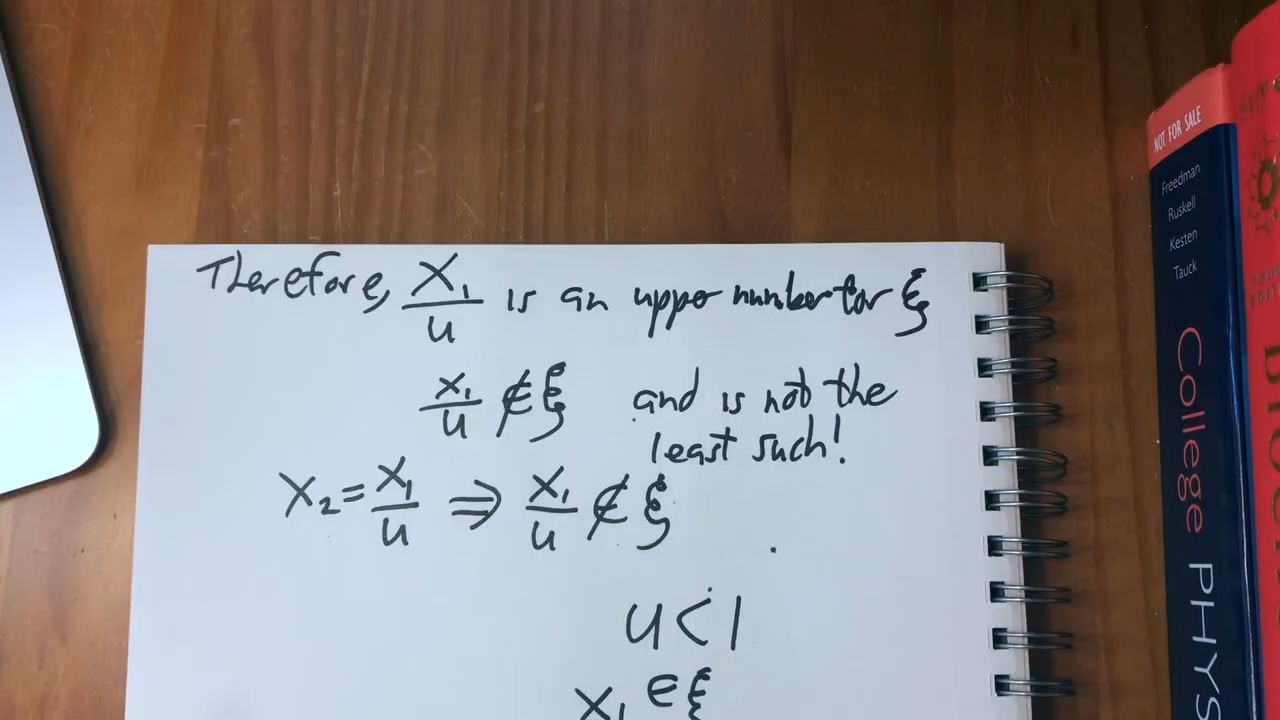 Therefore, X₁/u is an upper number for ξ
x₁/u ∉ ξ and is not the
least such!
X₂ = X₁/u ⇒ X₁/u ∉ ξ
u < 1
X₁ ∈ ξ
NOT FOR SALE
Freedman
Ruskell
Kesten
Tauck
College PHYS